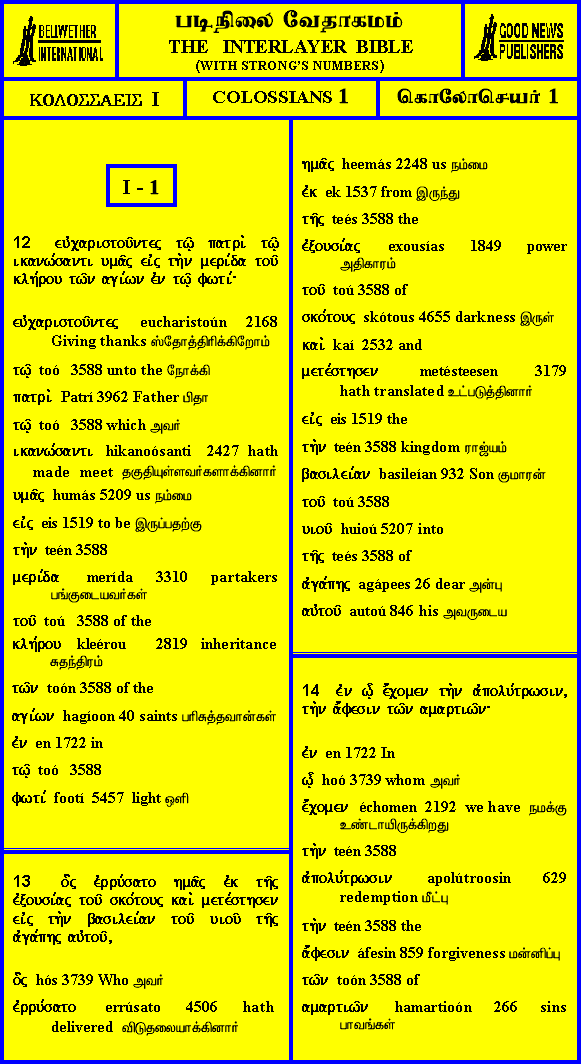 BELLWETHER
INTERNATIONAL
படிநிலை வேதாகமம்
THE INTERLAYER BIBLE
(WITH STRONG'S NUMBERS)
GOOD NEWS
PUBLISHERS
ΚΟΛΟΣΣΑΕΙΣ I
COLOSSIANS 1
கொலோசெயர் 1
I - 1
12 εὐχαριστοῦντες τῷ πατρὶ τῷ
ικανώσαντι υμᾶς εἰς τὴν μερίδα τοῦ
κλήρου τῶν αγίων ἐν τῷ φωτί·
εὐχαριστοῦντες eucharistoún 2168
Giving thanks ஸ்தோத்திரிக்கிறோம்
τῷ toó 3588 unto the நோக்கி
πατρὶ Patrí 3962 Father பிதா
τῷ toó 3588 which அவர்
ικανώσαντι hikanoósanti 2427 hath
made meet தகுதியுள்ளவர்களாக்கினார்
υμᾶς humás 5209 us நம்மை
εἰς eis 1519 to be இருப்பதற்கு
τὴν teén 3588
μερίδα merída 3310 partakers
பங்குடையவர்கள்
τοῦ toú 3588 of the
κλήρου kleérou 2819 inheritance
சுதந்திரம்
τῶν toón 3588 of the
αγίων hagíoon 40 saints பரிசுத்தவான்கள்
ἐν en 1722 in
τῷ toó 3588
φωτί footí 5457 light ஒளி
13 ὃς ἐρρύσατο ημᾶς ἐκ τῆς
ἐξουσίας τοῦ σκότους καὶ μετέστησεν
εἰς τὴν βασιλείαν τοῦ υιοῦ τῆς
ἀγάπης αὐτοῦ,
ὃς hós 3739 Who அவர்
ἐρρύσατο errúsato 4506 hath
delivered விடுதலையாக்கினார்
ημᾶς heemás 2248 us நம்மை
ἐκ ek 1537 from இருந்து
τῆς teés 3588 the
ἐξουσίας exousías 1849 power
அதிகாரம்
τοῦ toú 3588 of
σκότους skótous 4655 darkness இருள்
καὶ kaí 2532 and
μετέστησεν metésteesen 3179
hath translated உட்படுத்தினார்
εἰς eis 1519 the
τὴν teén 3588 kingdom ராஜ்யம்
βασιλείαν basileían 932 Son குமாரன்
τοῦ toú 3588
υιοῦ huioú 5207 into
τῆς teés 3588 of
ἀγάπης agápees 26 dear அன்பு
αὐτοῦ autoú 846 his அவருடைய
14 ἐν ᾧ ἔχομεν τὴν ἀπολύτρωσιν,
τὴν ἄφεσιν τῶν αμαρτιῶν·
ἐν en 1722 In
ᾧ hoó 3739 whom அவர்
ἔχομεν échomen 2192 we have நமக்கு
உண்டாயிருக்கிறது
τὴν teén 3588
ἀπολύτρωσιν apolútroosin 629
redemption மீட்பு
τὴν teén 3588 the
ἄφεσιν áfesin 859 forgiveness மன்னிப்பு
τῶν toón 3588 of
αμαρτιῶν hamartioón 266 sins
பாவங்கள்